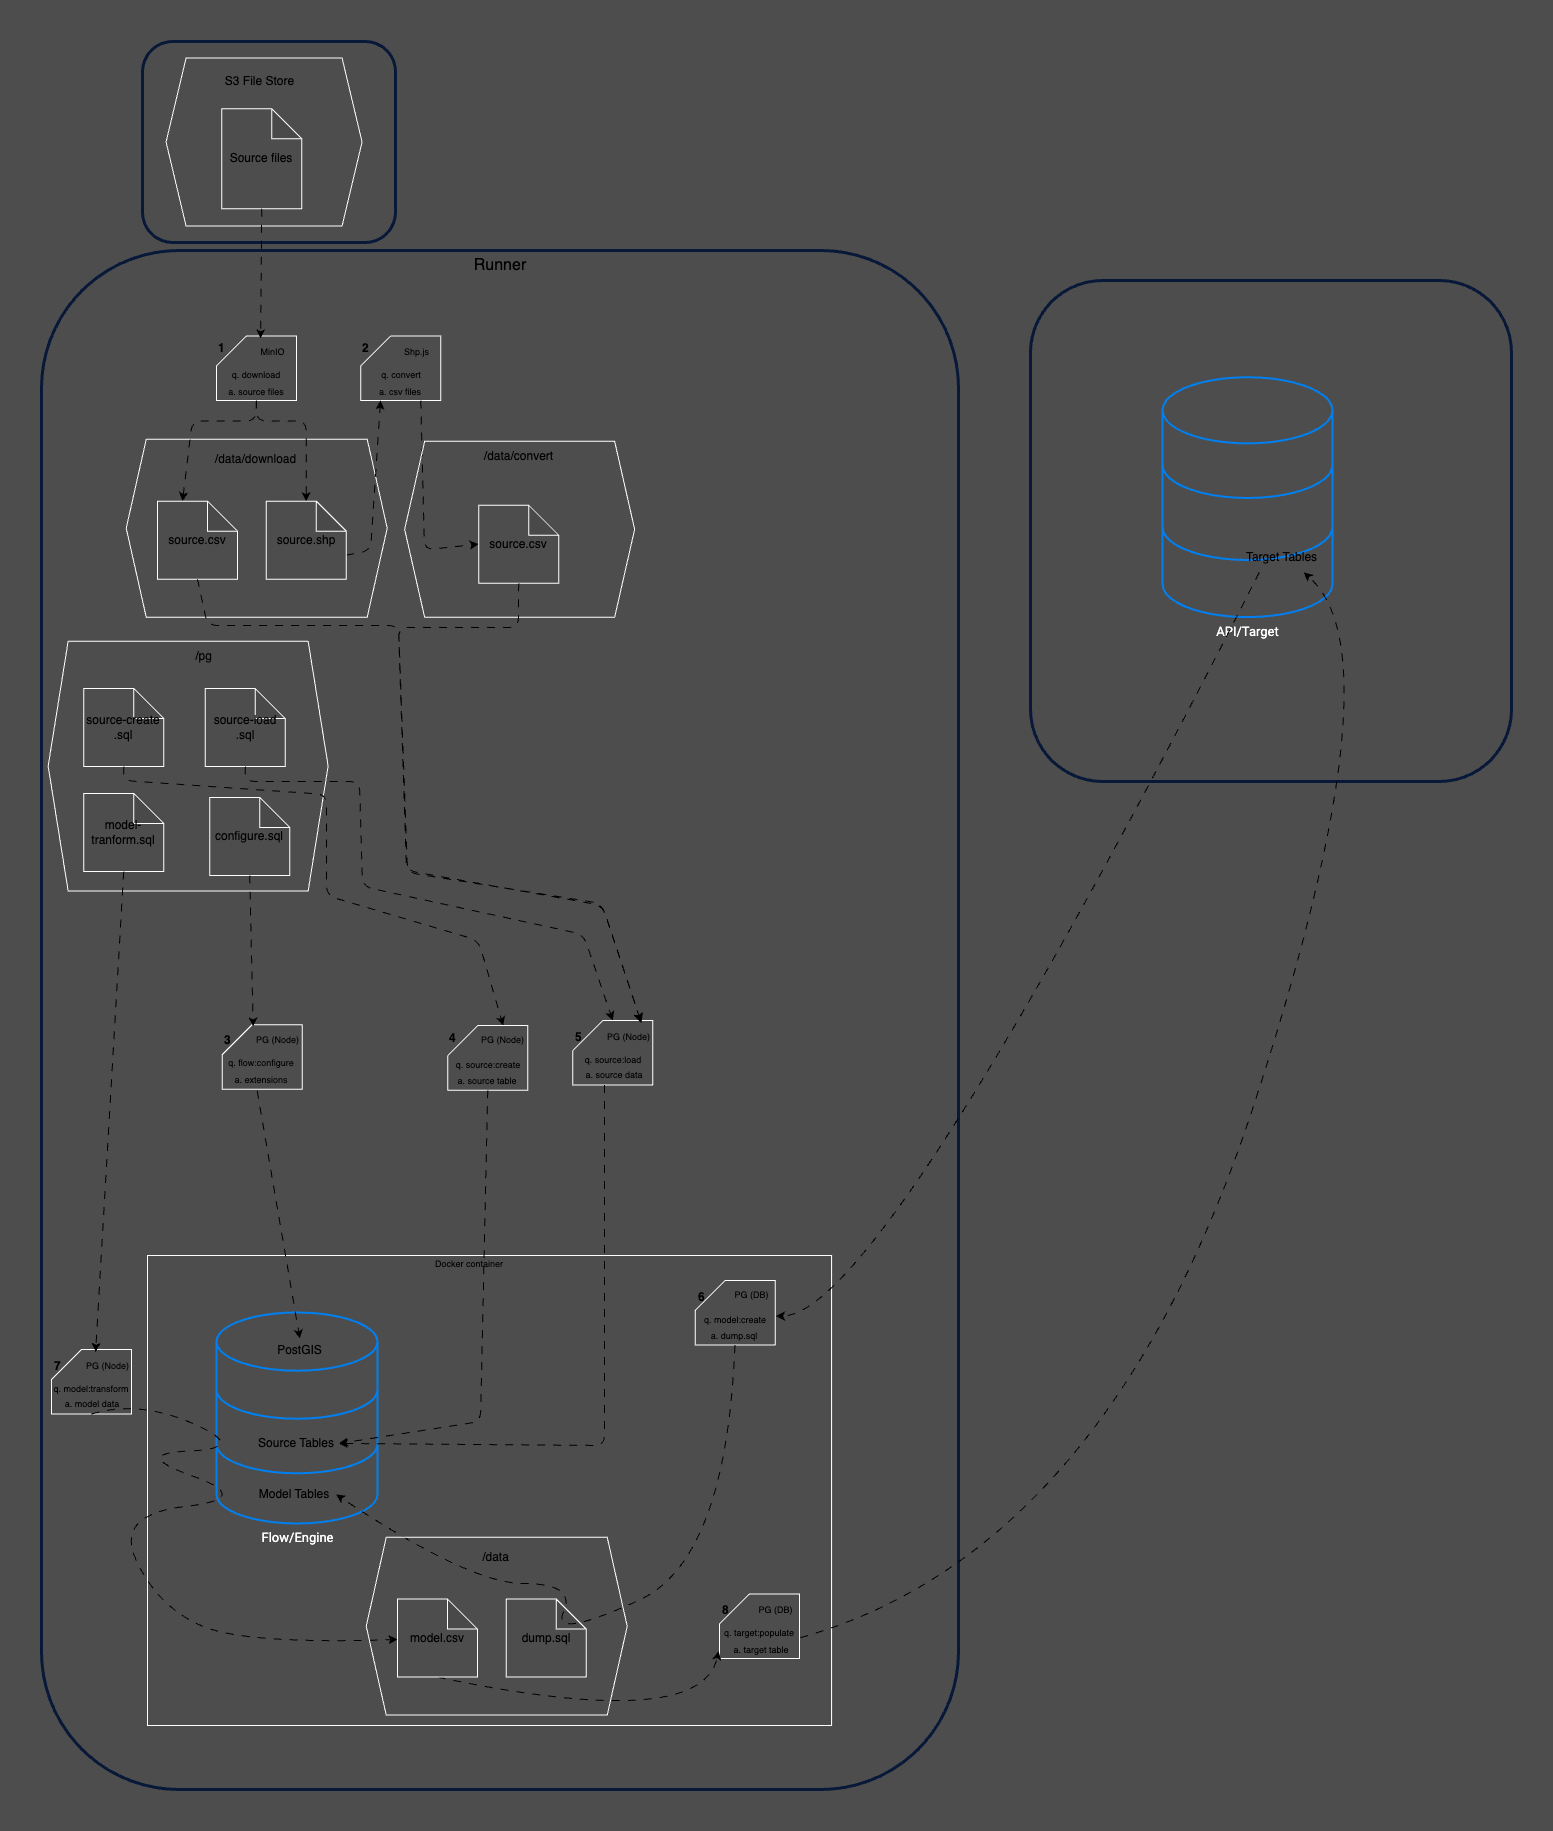 S3 File Store
Source files
Runner
1
MinIO
q. download
a. source files
2
Shp.js
q. convert
a. csv files
/data/download
source.csv
source.shp
/data/convert
source.csv
Target Tables
API/Target
/pg
source-create
.sql
source-load
.sql
model-
tranform.sql
configure.sql
3
PG (Node)
q. flow:configure
a. extensions
4
PG (Node)
q. source:create
a. source table
5
PG (Node)
q. source:load
a. source data
Docker container
6
PG (DB)
q. model:create
a. dump.sql
PostGIS
7
PG (Node)
q. model:transform
a. model data
Source Tables
Model Tables
Flow/Engine
/data
model.csv
dump.sql
8
PG (DB)
q. target:populate
a. target table